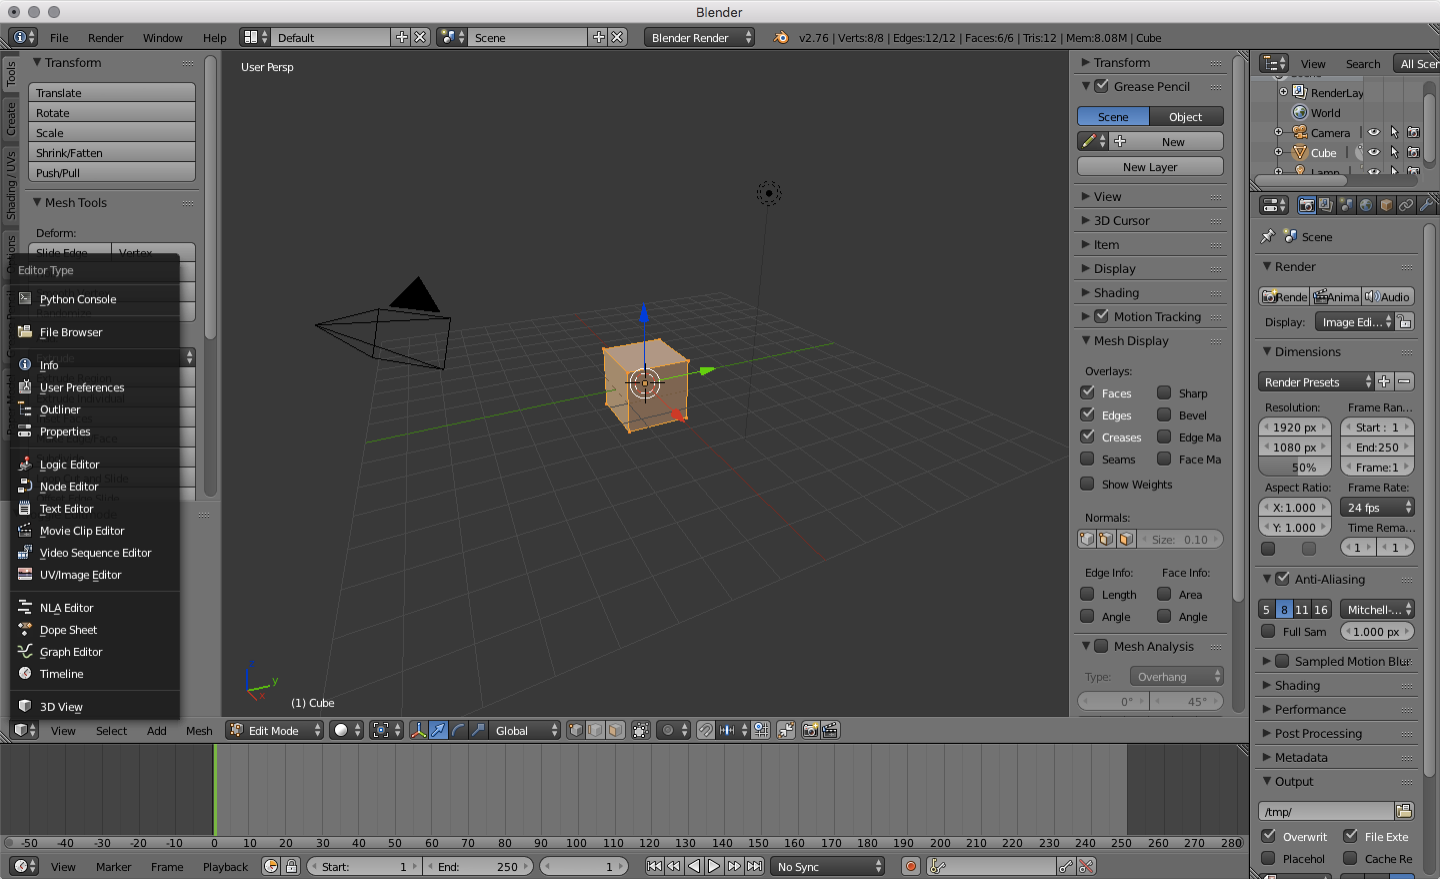 Blender
File Render Window Help Default Scene Blender Render v2.76 | Verts:8/8 | Edges:12/12 | Faces:6/6 | Tris:12 | Mem:8.08M | Cube
Tools
Create
Shading / UVs
Options
Transform
Translate
Rotate
Scale
Shrink/Fatten
Push/Pull
Mesh Tools
Deform:
Slide Edge Vertex
Editor Type
Python Console
File Browser
Info
User Preferences
Outliner
Properties
Logic Editor
Node Editor
Text Editor
Movie Clip Editor
Video Sequence Editor
UV/Image Editor
NLA Editor
Dope Sheet
Graph Editor
Timeline
3D View
User Persp
z
y
x
(1) Cube
Transform
Grease Pencil
Scene Object
New
New Layer
View
3D Cursor
Item
Display
Shading
Motion Tracking
Mesh Display
Overlays:
Faces Sharp
Edges Bevel
Creases Edge Ma
Seams Face Ma
Show Weights
Normals:
Size: 0.10
Edge Info: Face Info:
Length Area
Angle Angle
Mesh Analysis
Type: Overhang
0° 45°
View Search All Scer
RenderLay
World
Camera
Cube
Lamp
Scene
Render
Rende Anima Audio
Display: Image Edi...
Dimensions
Render Presets
Resolution: Frame Ran...
1920 px Start: 1
1080 px End:250
50% Frame:1
Aspect Ratio: Frame Rate:
X:1.000 24 fps
Y: 1.000 Time Rema...
1 1
Anti-Aliasing
5 8 11 16 Mitchell-...
Full Sam 1.000 px
Sampled Motion Blur
Shading
Performance
Post Processing
Metadata
Output
/tmp/
Overwrit File Exte
Placehol Cache Re
View Select Add Mesh Edit Mode Global
-50 -40 -30 -20 -10 0 10 20 30 40 50 60 70 80 90 100 110 120 130 140 150 160 170 180 190 200 210 220 230 240 250 260 270 280
View Marker Frame Playback Start: 1 End: 250 1 No Sync